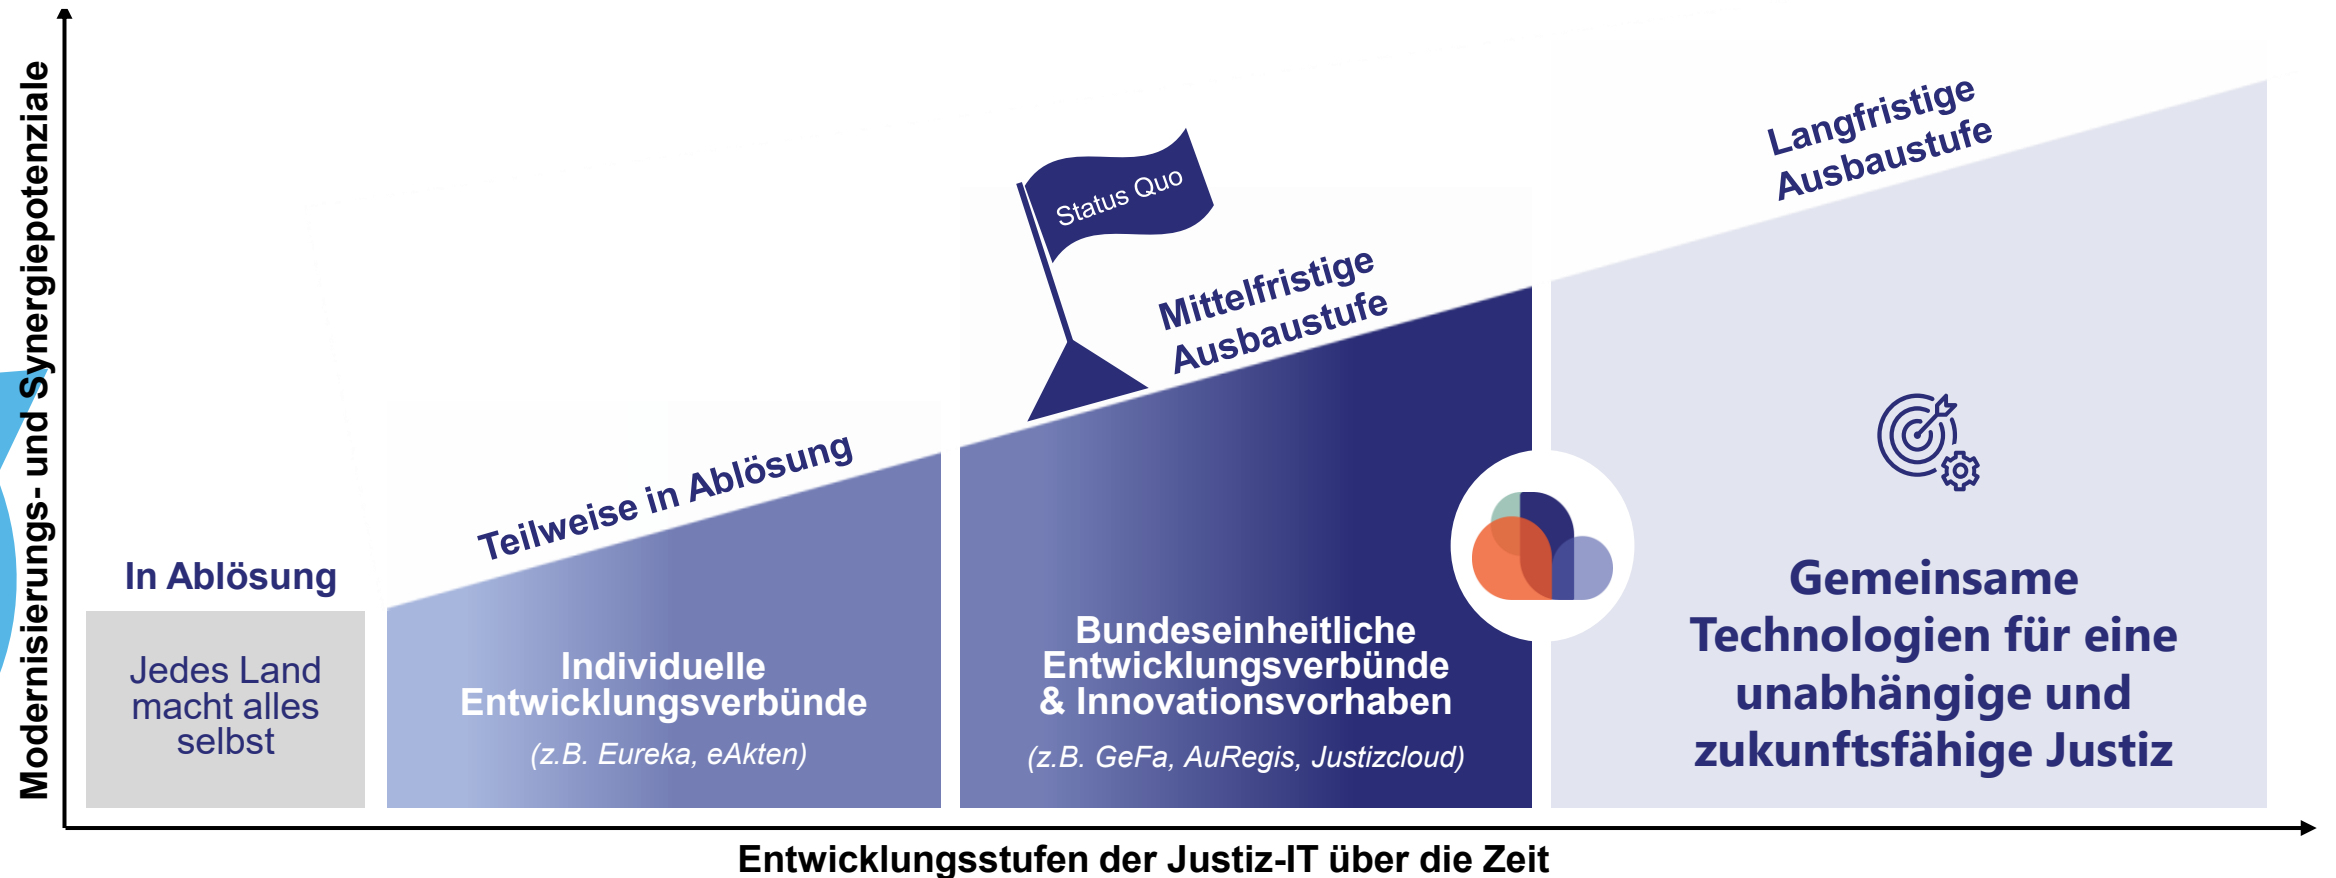 Modernisierungs- und Synergiepotenziale
In Ablösung
Jedes Land
macht alles
selbst
Teilweise in Ablösung
Individuelle
Entwicklungsverbünde
(z.B. Eureka, eAkten)
Status Quo
Mittelfristige
Ausbaustufe
Bundeseinheitliche
Entwicklungsverbünde
& Innovationsvorhaben
(z.B. GeFa, AuRegis, Justizcloud)
Langfristige
Ausbaustufe
Gemeinsame
Technologien für eine
unabhängige und
zukunftsfähige Justiz
Entwicklungsstufen der Justiz-IT über die Zeit